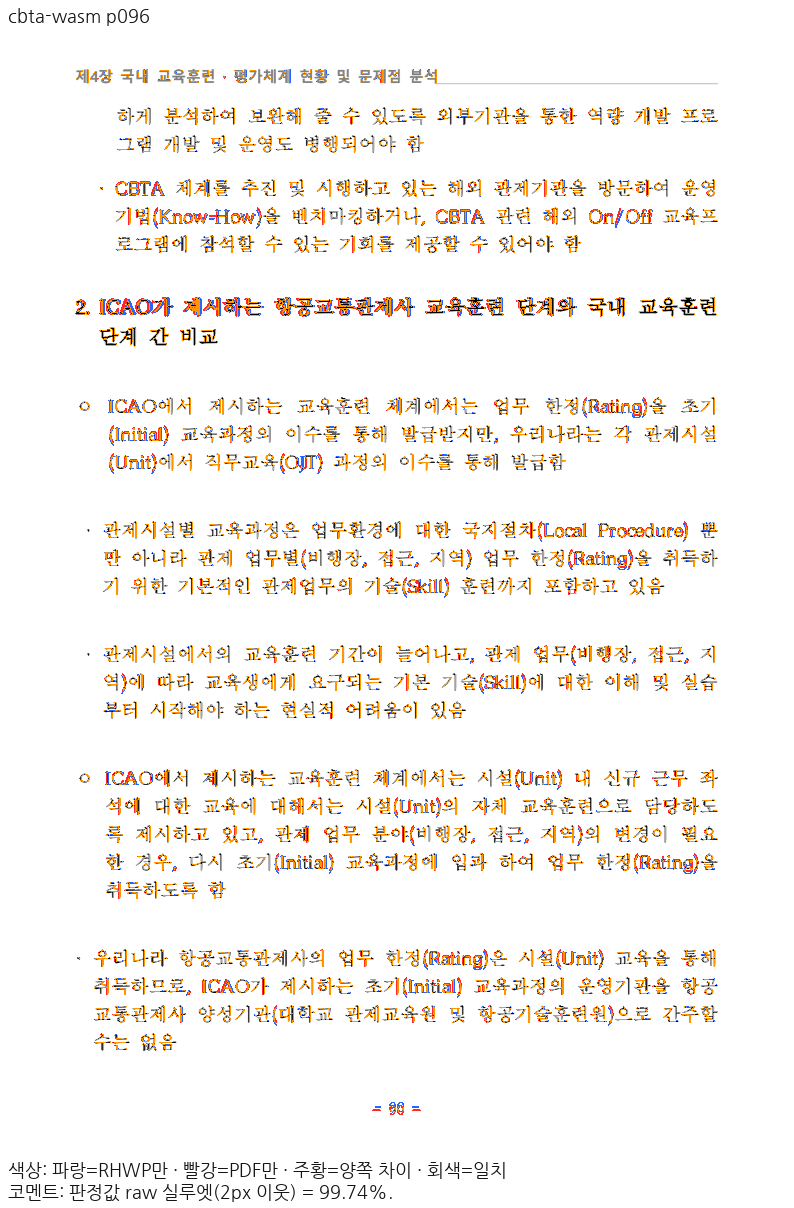 cbta-wasm p096
제4장 국내 교육훈련 · 평가체계 현황 및 문제점 분석
하게 분석하여 보완해 줄 수 있도록 외부기관을 통한 역량 개발 프로
그램 개발 및 운영도 병행되어야 함
· CBTA 체계를 추진 및 시행하고 있는 해외 관제기관을 방문하여 운영
기법(Know-How)을 벤치마킹하거나, CBTA 관련 해외 On/Off 교육프
로그램에 참석할 수 있는 기회를 제공할 수 있어야 함
2. ICAO가 제시하는 항공교통관제사 교육훈련 단계와 국내 교육훈련
단계 간 비교
○ ICAO에서 제시하는 교육훈련 체계에서는 업무 한정(Rating)을 초기
(Initial) 교육과정의 이수를 통해 발급받지만, 우리나라는 각 관제시설
(Unit)에서 직무교육(OJT) 과정의 이수를 통해 발급함
· 관제시설별 교육과정은 업무환경에 대한 국지절차(Local Procedure) 뿐
만 아니라 관제 업무별(비행장, 접근, 지역) 업무 한정(Rating)을 취득하
기 위한 기본적인 관제업무의 기술(Skill) 훈련까지 포함하고 있음
· 관제시설에서의 교육훈련 기간이 늘어나고, 관제 업무(비행장, 접근, 지
역)에 따라 교육생에게 요구되는 기본 기술(Skill)에 대한 이해 및 실습
부터 시작해야 하는 현실적 어려움이 있음
○ ICAO에서 제시하는 교육훈련 체계에서는 시설(Unit) 내 신규 근무 좌
석에 대한 교육에 대해서는 시설(Unit)의 자체 교육훈련으로 담당하도
록 제시하고 있고, 관제 업무 분야(비행장, 접근, 지역)의 변경이 필요
한 경우, 다시 초기(Initial) 교육과정에 입과 하여 업무 한정(Rating)을
취득하도록 함
· 우리나라 항공교통관제사의 업무 한정(Rating)은 시설(Unit) 교육을 통해
취득하므로, ICAO가 제시하는 초기(Initial) 교육과정의 운영기관을 항공
교통관제사 양성기관(대학교 관제교육원 및 항공기술훈련원)으로 간주할
수는 없음
색상: 파랑=RHWP만 · 빨강=PDF만 · 주황=양쪽 차이 · 회색=일치
코멘트: 판정값 raw 실루엣(2px 이웃) = 99.74%.